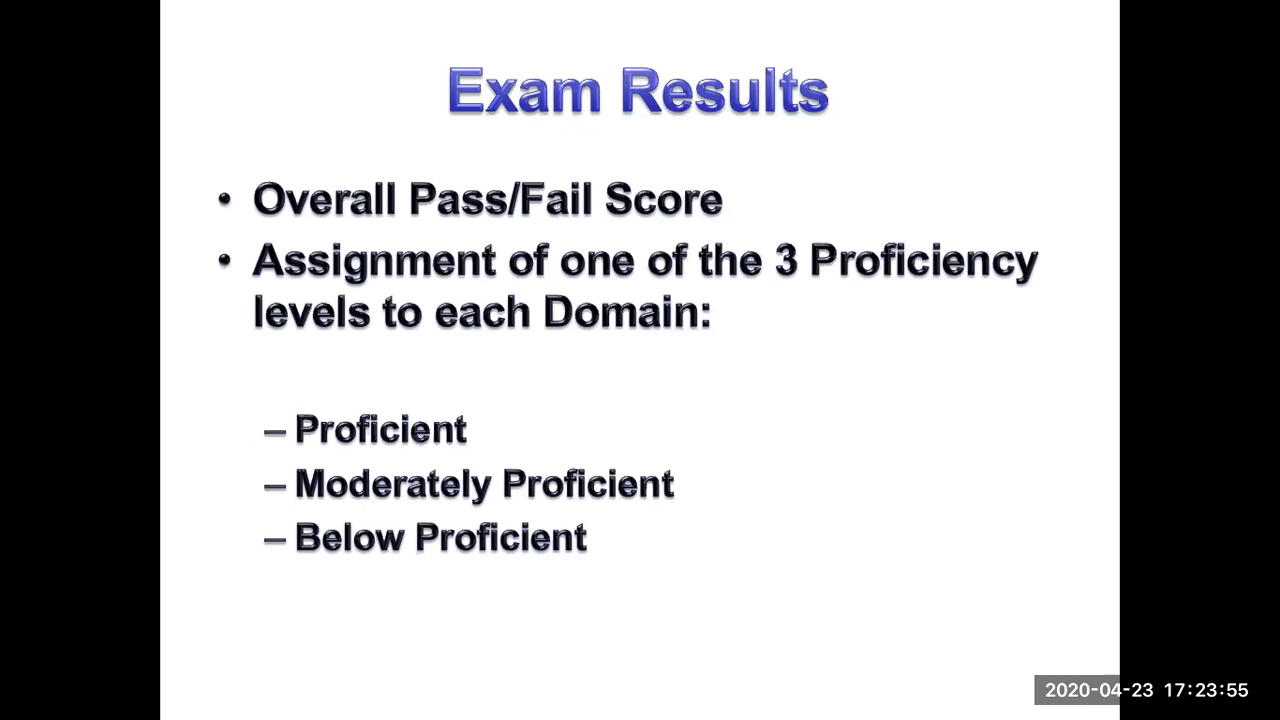 Exam Results
• Overall Pass/Fail Score
• Assignment of one of the 3 Proficiency
levels to each Domain:
– Proficient
– Moderately Proficient
– Below Proficient
2020-04-23 17:23:55